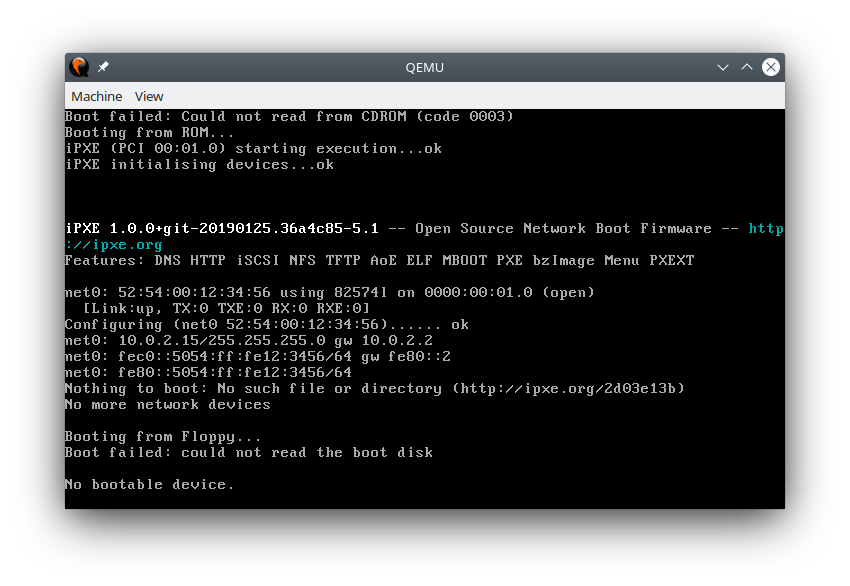 QEMU
Machine View
Boot failed: Could not read from CDROM (code 0003)
Booting from ROM...
iPXE (PCI 00:01.0) starting execution...ok
iPXE initialising devices...ok
iPXE 1.0.0+git-20190125.36a4c85-5.1 -- Open Source Network Boot Firmware -- http
://ipxe.org
Features: DNS HTTP iSCSI NFS TFTP AoE ELF MBOOT PXE bzImage Menu PXEXT
net0: 52:54:00:12:34:56 using 82574l on 0000:00:01.0 (open)
[Link:up, TX:0 TXE:0 RX:0 RXE:0]
Configuring (net0 52:54:00:12:34:56)...... ok
net0: 10.0.2.15/255.255.255.0 gw 10.0.2.2
net0: fec0::5054:ff:fe12:3456/64 gw fe80::2
net0: fe80::5054:ff:fe12:3456/64
Nothing to boot: No such file or directory (http://ipxe.org/2d03e13b)
No more network devices
Booting from Floppy...
Boot failed: could not read the boot disk
No bootable device.